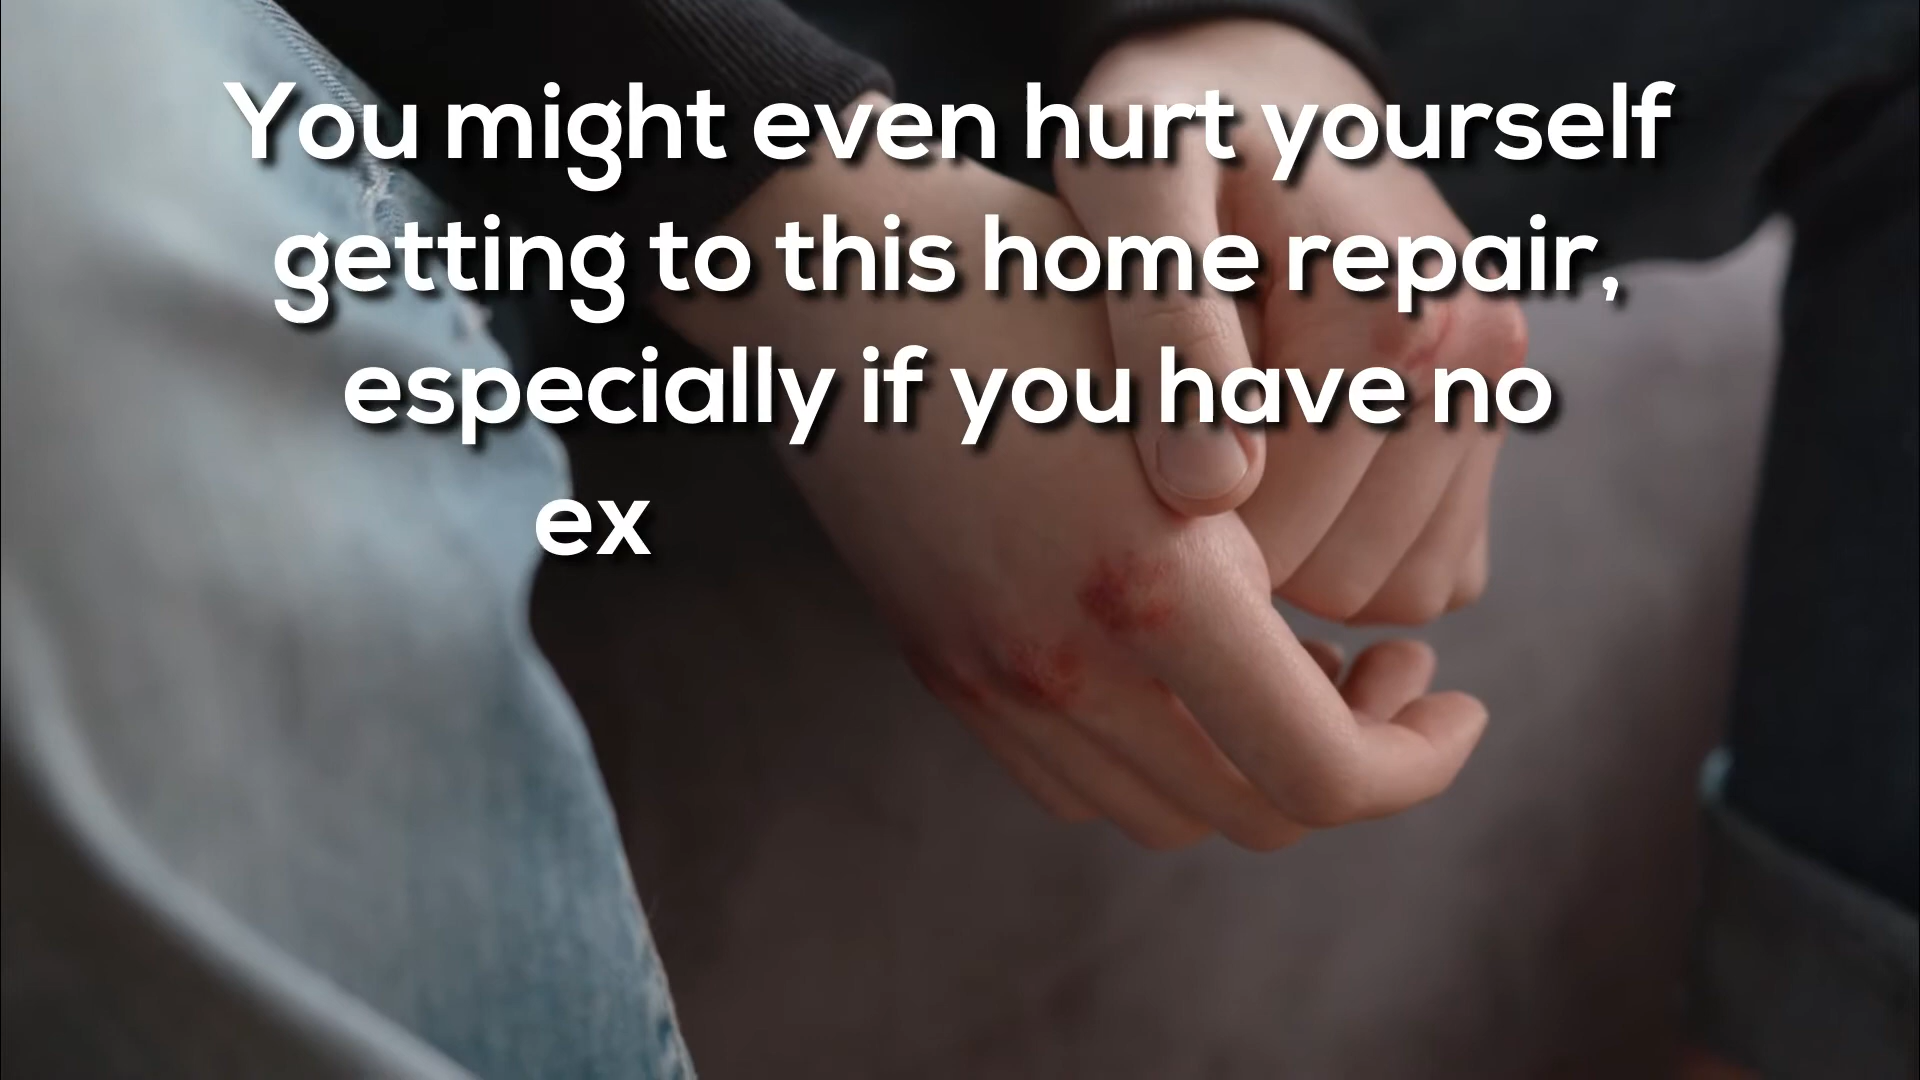 You might even hurt yourself
getting to this home repair,
especially if you have no
ex